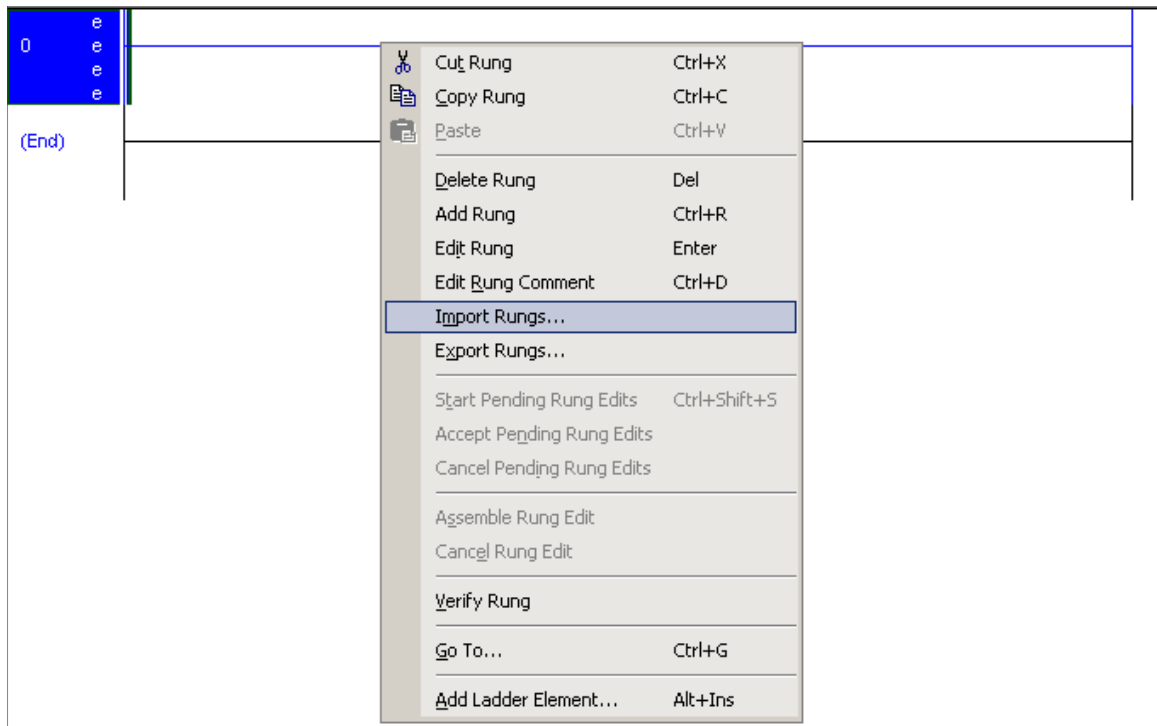 e
0 e
e
e
(End)
Cut Rung Ctrl+X
Copy Rung Ctrl+C
Paste Ctrl+V
Delete Rung Del
Add Rung Ctrl+R
Edit Rung Enter
Edit Rung Comment Ctrl+D
Import Rungs...
Export Rungs...
Start Pending Rung Edits Ctrl+Shift+S
Accept Pending Rung Edits
Cancel Pending Rung Edits
Assemble Rung Edit
Cancel Rung Edit
Verify Rung
Go To... Ctrl+G
Add Ladder Element... Alt+Ins